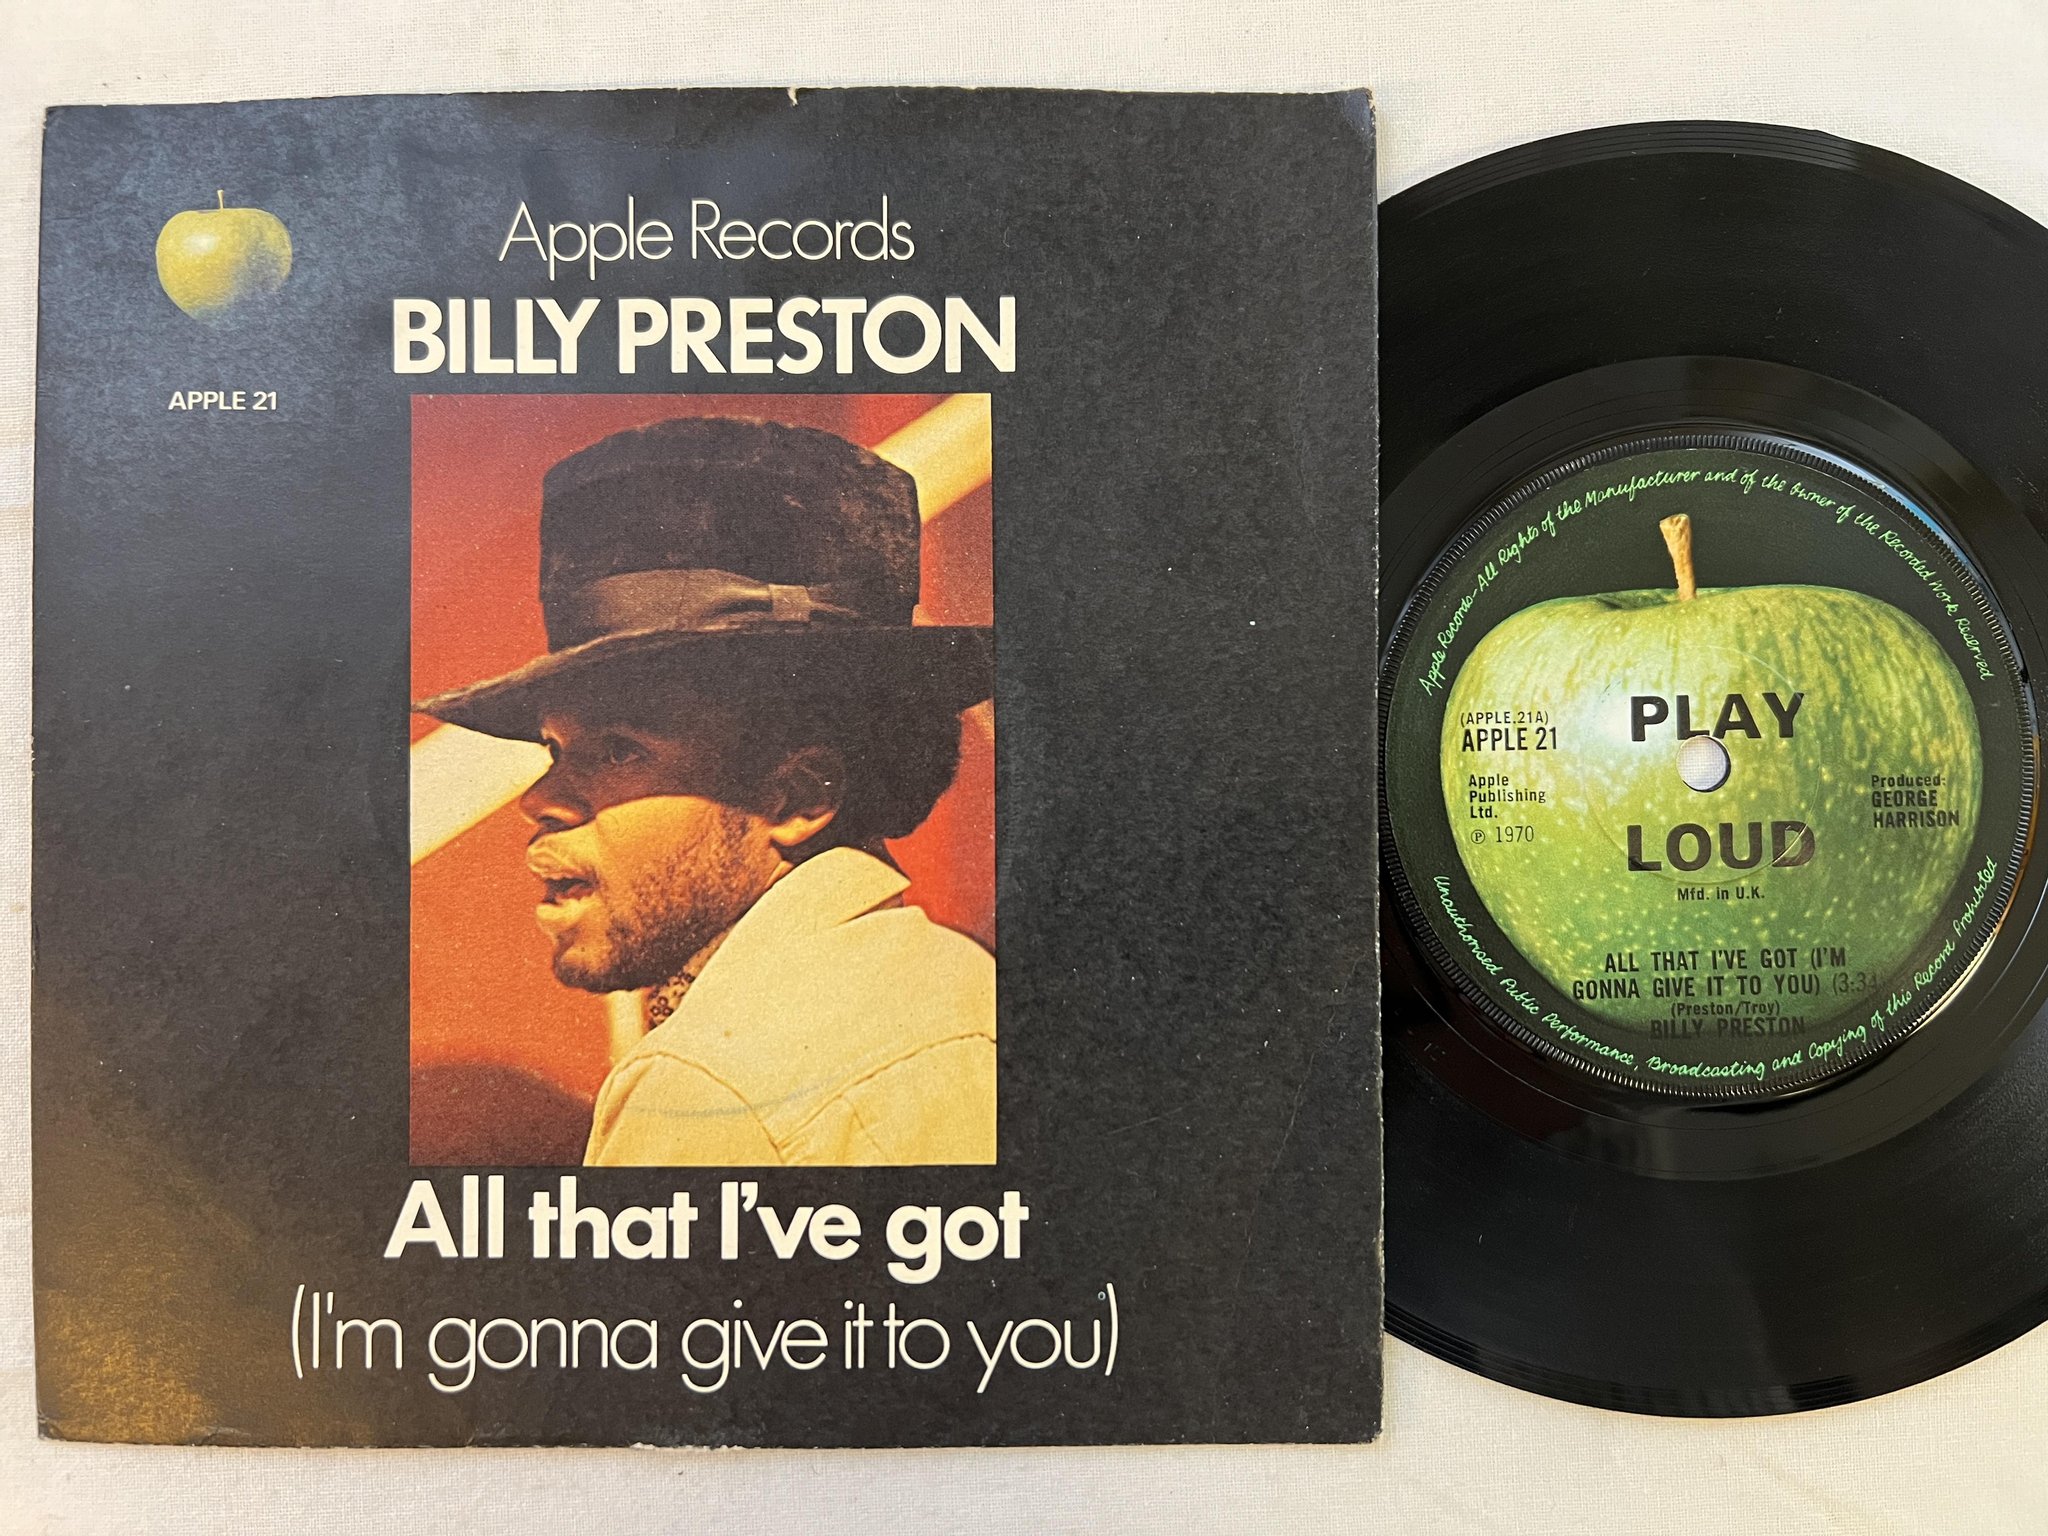 Apple Records
BILLY PRESTON
APPLE 21
All that I've got
(I'm gonna give it to you)
Apple Records-All Rights of the Manufacturer and of the Owner of the Recorded Work Reserved
PLAY
LOUD
(APPLE.21A)
APPLE 21
Apple
Publishing
Ltd.
℗ 1970
Produced:
GEORGE
HARRISON
Mfd. in U.K.
ALL THAT I'VE GOT (I'M
GONNA GIVE IT TO YOU) (3:34
(Preston/Troy)
BILLY PRESTON
Unauthorised Public Performance, Broadcasting and Copying of this Record Prohibited